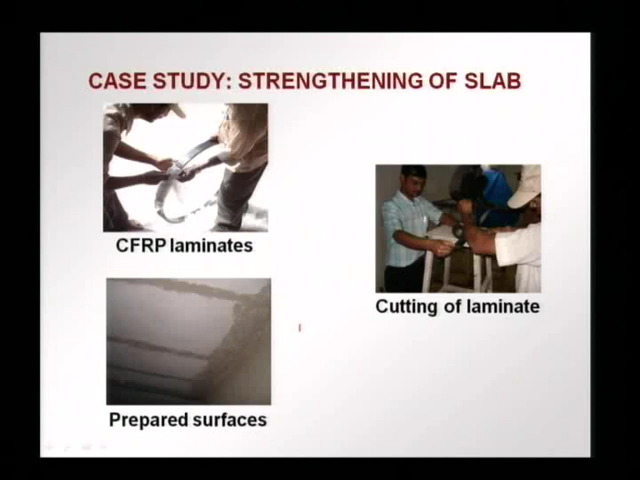 CASE STUDY: STRENGTHENING OF SLAB
CFRP laminates
Cutting of laminate
Prepared surfaces